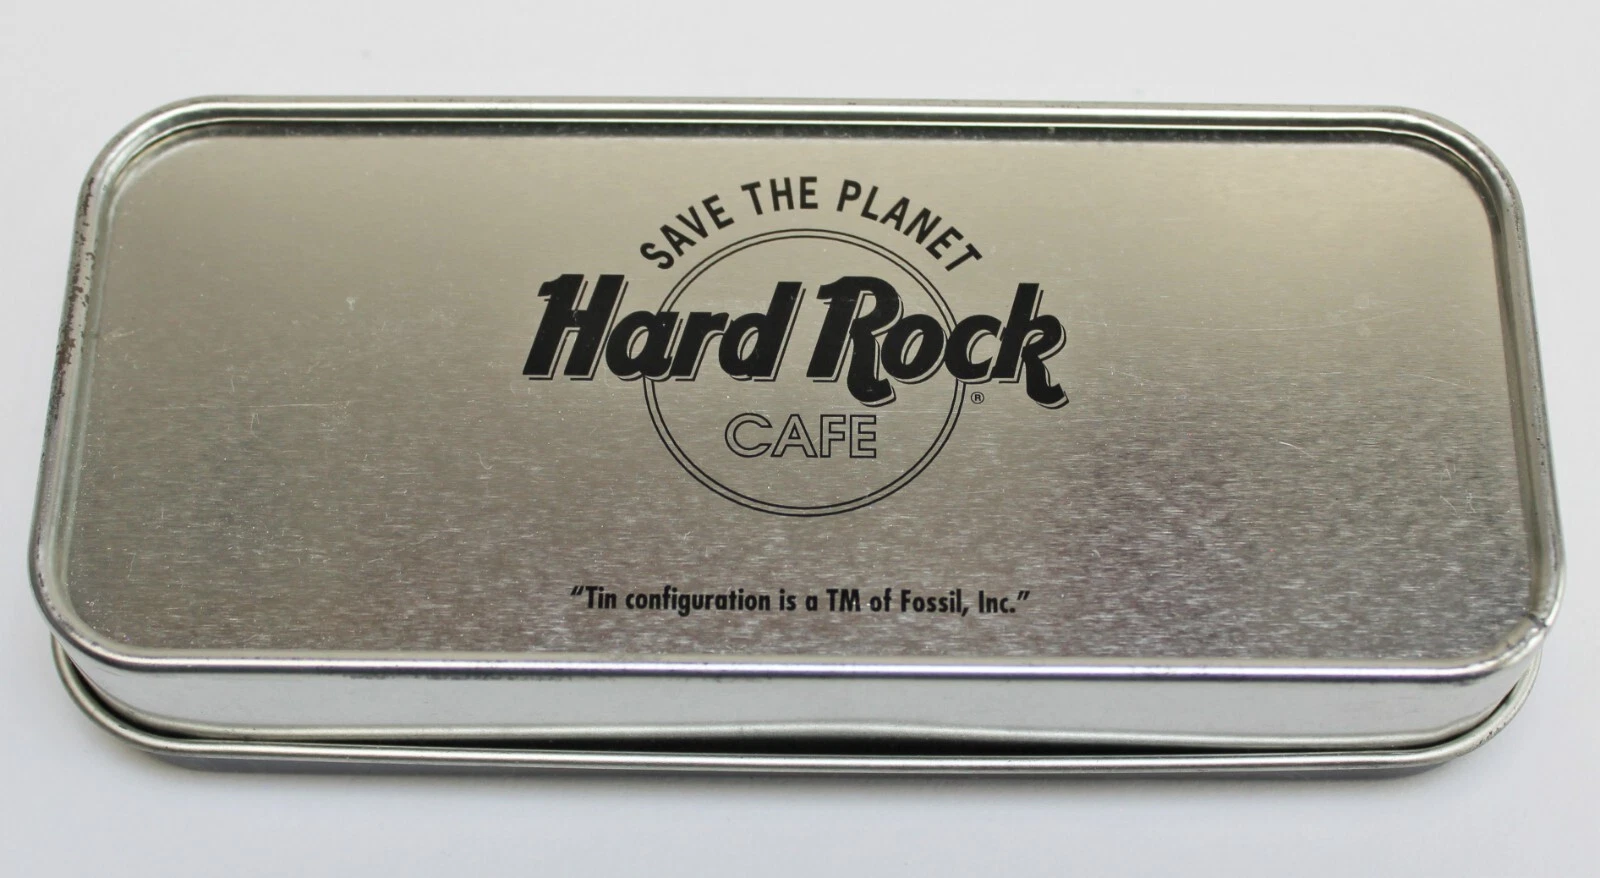 SAVE THE PLANET
Hard Rock
®
CAFE
“Tin configuration is a TM of Fossil, Inc.”